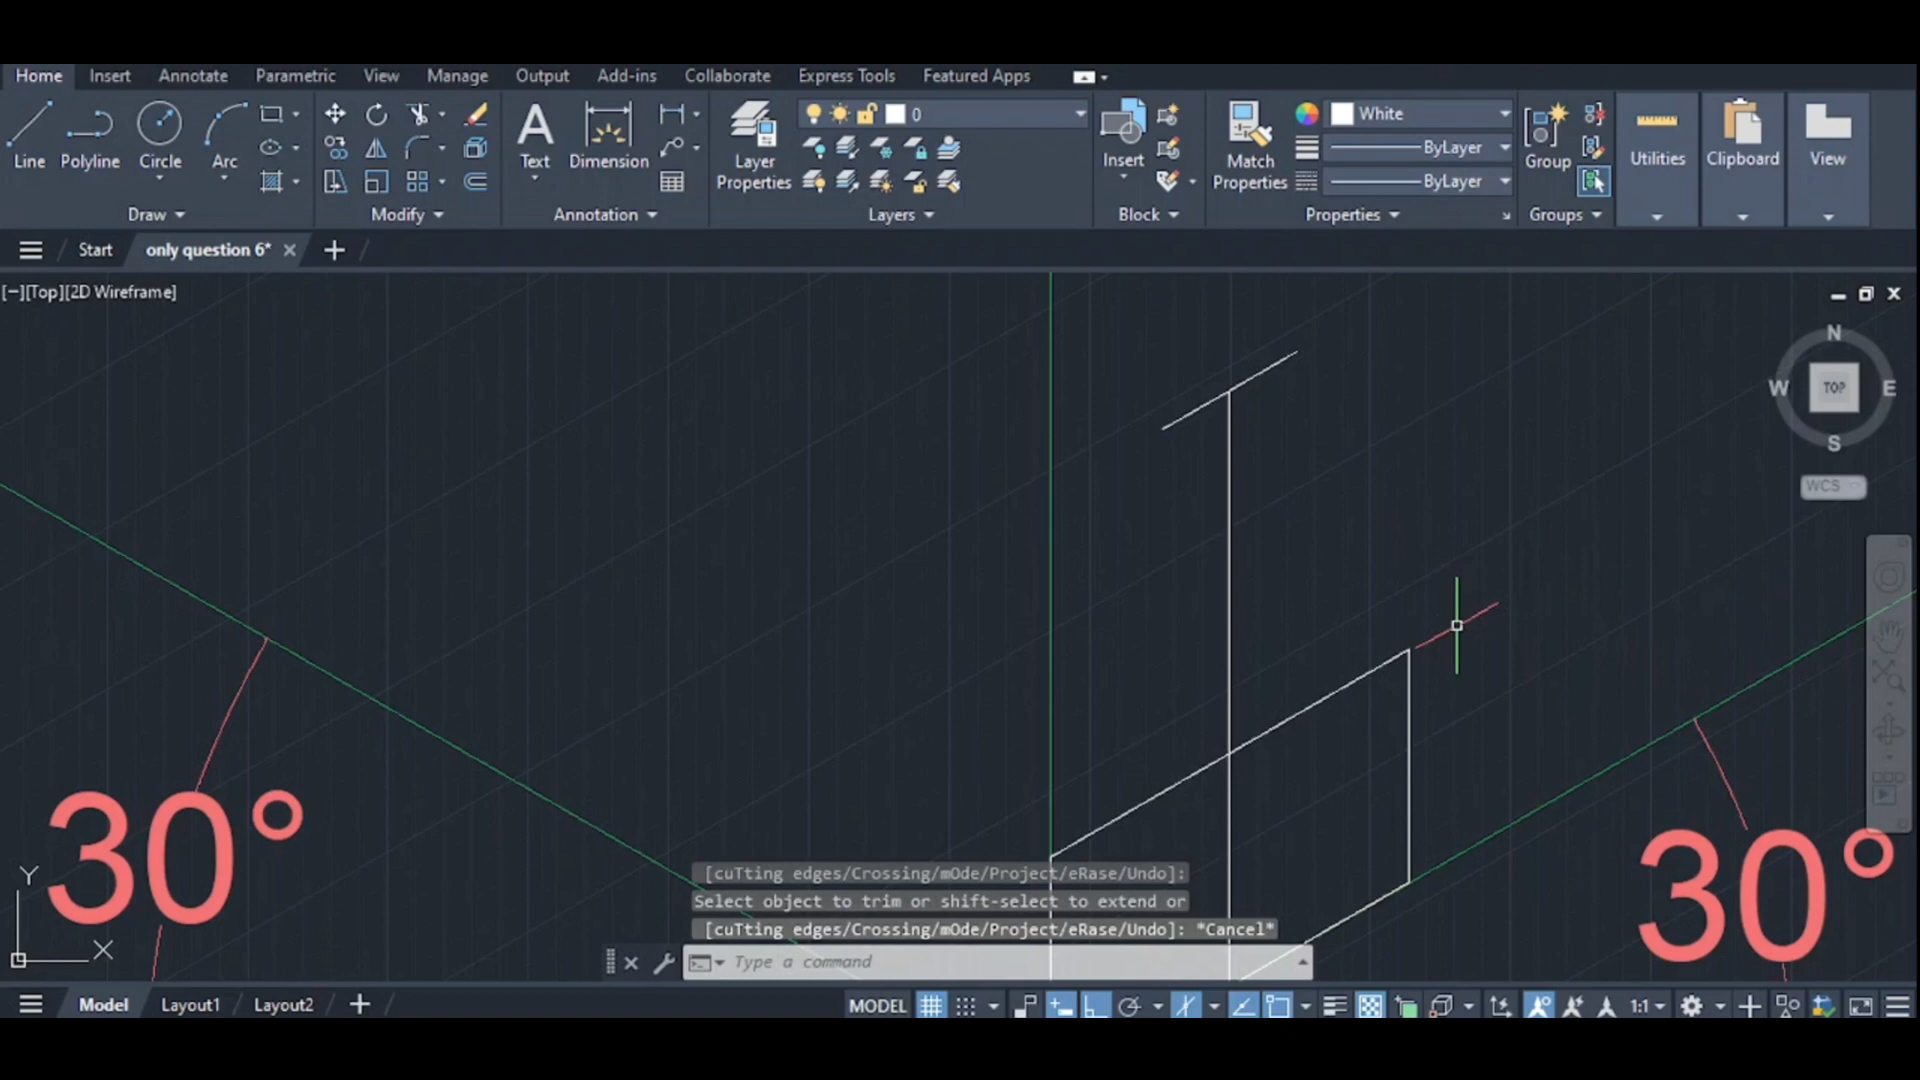 Home Insert Annotate Parametric View Manage Output Add-ins Collaborate Express Tools Featured Apps
Line Polyline Circle Arc
Text Dimension
Layer Properties
0
Insert
Match Properties
White
ByLayer
ByLayer
Group
Utilities Clipboard View
Draw Modify Annotation Layers Block Properties Groups
Start only question 6*
[−][Top][2D Wireframe]
N
W TOP E
S
WCS
30°
30°
Y
X
[cuTting edges/Crossing/mOde/Project/eRase/Undo]:
Select object to trim or shift-select to extend or
[cuTting edges/Crossing/mOde/Project/eRase/Undo]: *Cancel*
Type a command
Model Layout1 Layout2
MODEL 1:1